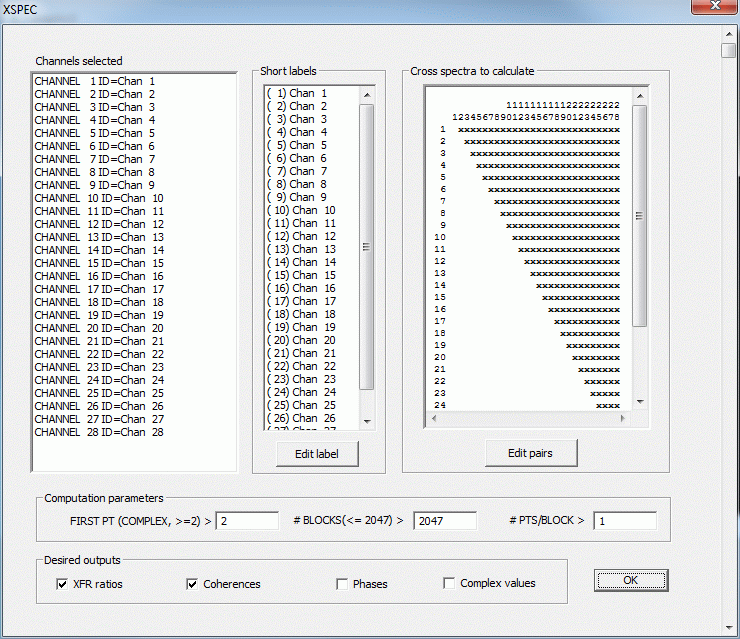 XSPEC
Channels selected
CHANNEL 1 ID=Chan 1
CHANNEL 2 ID=Chan 2
CHANNEL 3 ID=Chan 3
CHANNEL 4 ID=Chan 4
CHANNEL 5 ID=Chan 5
CHANNEL 6 ID=Chan 6
CHANNEL 7 ID=Chan 7
CHANNEL 8 ID=Chan 8
CHANNEL 9 ID=Chan 9
CHANNEL 10 ID=Chan 10
CHANNEL 11 ID=Chan 11
CHANNEL 12 ID=Chan 12
CHANNEL 13 ID=Chan 13
CHANNEL 14 ID=Chan 14
CHANNEL 15 ID=Chan 15
CHANNEL 16 ID=Chan 16
CHANNEL 17 ID=Chan 17
CHANNEL 18 ID=Chan 18
CHANNEL 19 ID=Chan 19
CHANNEL 20 ID=Chan 20
CHANNEL 21 ID=Chan 21
CHANNEL 22 ID=Chan 22
CHANNEL 23 ID=Chan 23
CHANNEL 24 ID=Chan 24
CHANNEL 25 ID=Chan 25
CHANNEL 26 ID=Chan 26
CHANNEL 27 ID=Chan 27
CHANNEL 28 ID=Chan 28
Short labels
( 1) Chan 1
( 2) Chan 2
( 3) Chan 3
( 4) Chan 4
( 5) Chan 5
( 6) Chan 6
( 7) Chan 7
( 8) Chan 8
( 9) Chan 9
( 10) Chan 10
( 11) Chan 11
( 12) Chan 12
( 13) Chan 13
( 14) Chan 14
( 15) Chan 15
( 16) Chan 16
( 17) Chan 17
( 18) Chan 18
( 19) Chan 19
( 20) Chan 20
( 21) Chan 21
( 22) Chan 22
( 23) Chan 23
( 24) Chan 24
( 25) Chan 25
( 26) Chan 26
( 27) Chan 27
Edit label
Cross spectra to calculate
1111111111222222222
1234567890123456789012345678
1 xxxxxxxxxxxxxxxxxxxxxxxxxxx
2 xxxxxxxxxxxxxxxxxxxxxxxxxx
3 xxxxxxxxxxxxxxxxxxxxxxxxx
4 xxxxxxxxxxxxxxxxxxxxxxxx
5 xxxxxxxxxxxxxxxxxxxxxxx
6 xxxxxxxxxxxxxxxxxxxxxx
7 xxxxxxxxxxxxxxxxxxxxx
8 xxxxxxxxxxxxxxxxxxxx
9 xxxxxxxxxxxxxxxxxxx
10 xxxxxxxxxxxxxxxxxx
11 xxxxxxxxxxxxxxxxx
12 xxxxxxxxxxxxxxxx
13 xxxxxxxxxxxxxxx
14 xxxxxxxxxxxxxx
15 xxxxxxxxxxxxx
16 xxxxxxxxxxxx
17 xxxxxxxxxxx
18 xxxxxxxxxx
19 xxxxxxxxx
20 xxxxxxxx
21 xxxxxxx
22 xxxxxx
23 xxxxx
24 xxxx
Edit pairs
Computation parameters
FIRST PT (COMPLEX, >=2) > 2 # BLOCKS(<= 2047) > 2047 # PTS/BLOCK > 1
Desired outputs
XFR ratios Coherences Phases Complex values
OK